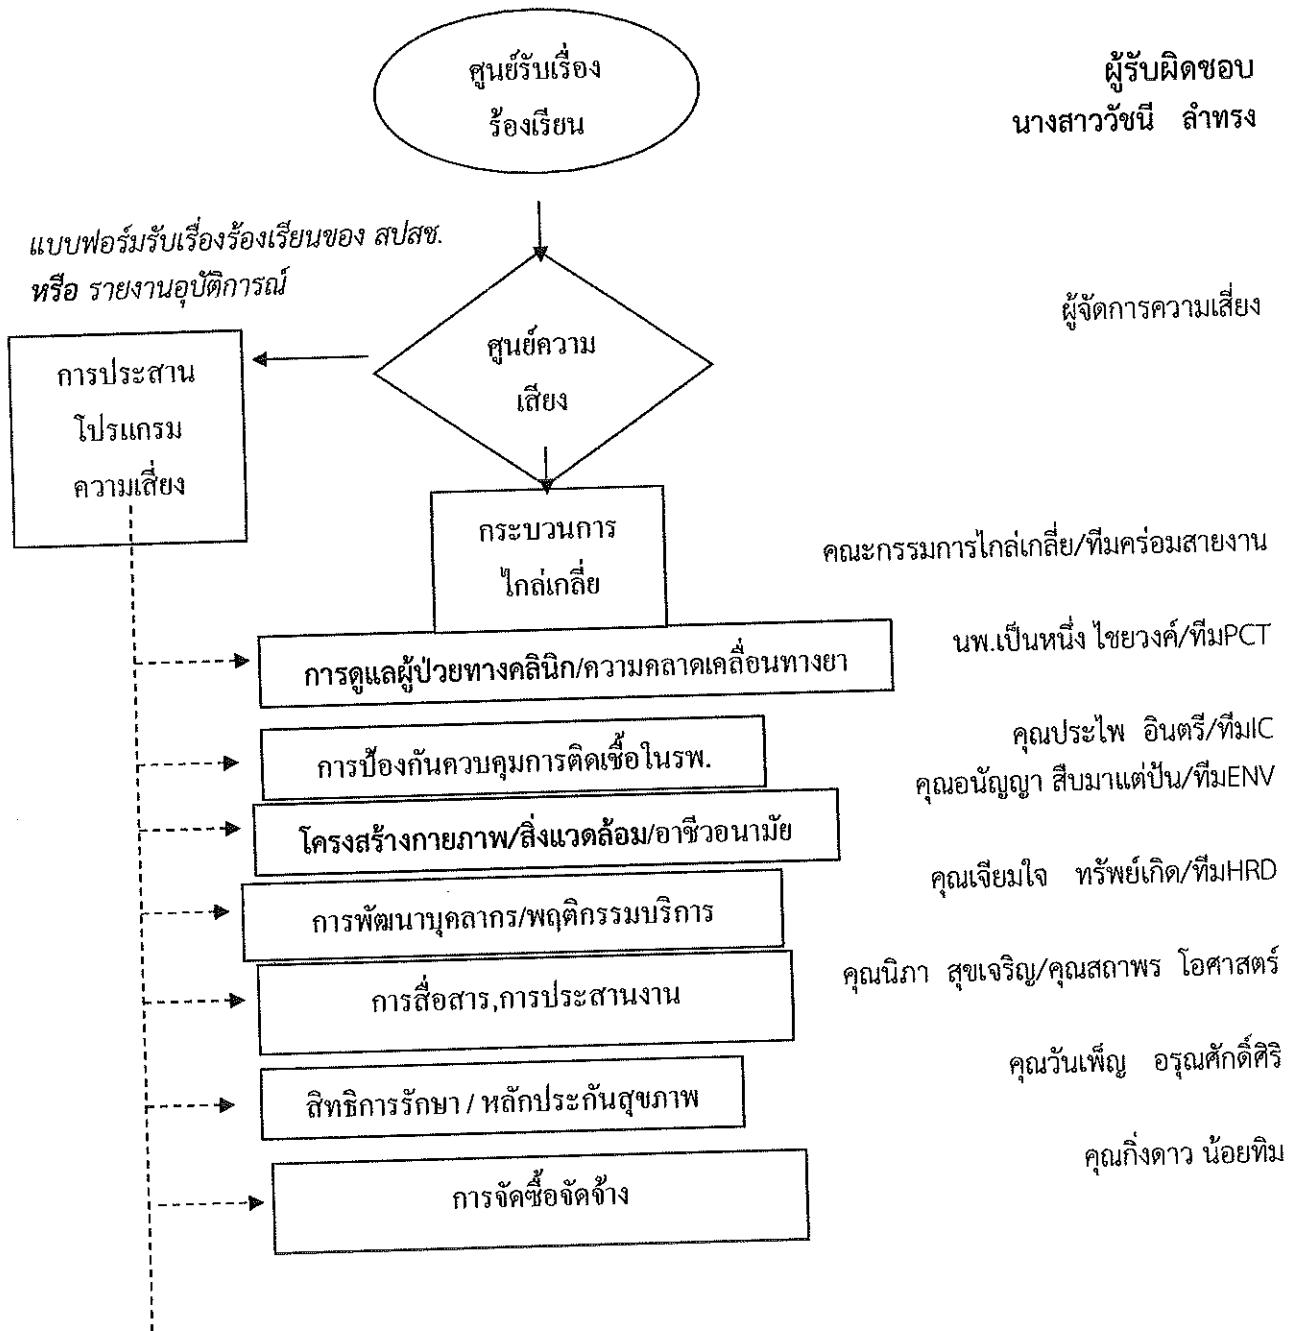 ศูนย์รับเรื่อง
ร้องเรียน
ผู้รับผิดชอบ
นางสาววัชนี ลำทรง
แบบฟอร์มรับเรื่องร้องเรียนของ สปสช.
หรือ รายงานอุบัติการณ์
ผู้จัดการความเสี่ยง
ศูนย์ความ
เสี่ยง
การประสาน
โปรแกรม
ความเสี่ยง
กระบวนการ
ไกล่เกลี่ย
คณะกรรมการไกล่เกลี่ย/ทีมคร่อมสายงาน
การดูแลผู้ป่วยทางคลินิก/ความคลาดเคลื่อนทางยา
นพ.เป็นหนึ่ง ไชยวงค์/ทีมPCT
การป้องกันควบคุมการติดเชื้อในรพ.
คุณประไพ อินตรี/ทีมIC
คุณอนัญญา สืบมาแต่ปั้น/ทีมENV
โครงสร้างกายภาพ/สิ่งแวดล้อม/อาชีวอนามัย
การพัฒนาบุคลากร/พฤติกรรมบริการ
คุณเจียมใจ ทรัพย์เกิด/ทีมHRD
การสื่อสาร,การประสานงาน
คุณนิภา สุขเจริญ/คุณสถาพร โอศาสตร์
สิทธิการรักษา / หลักประกันสุขภาพ
คุณวันเพ็ญ อรุณศักดิ์ศิริ
การจัดซื้อจัดจ้าง
คุณกิ่งดาว น้อยทิม